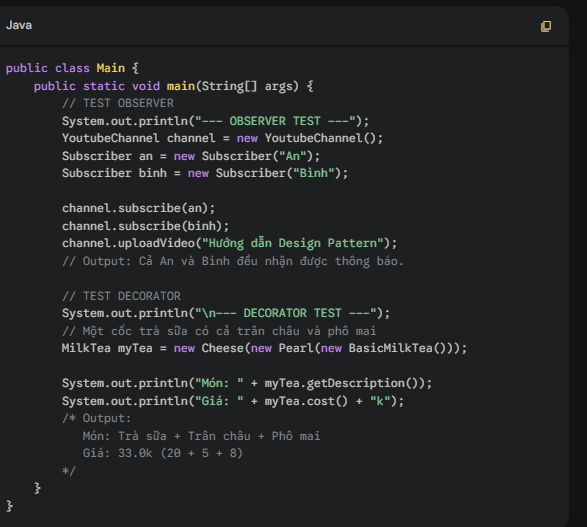 Java
public class Main {
public static void main(String[] args) {
// TEST OBSERVER
System.out.println("--- OBSERVER TEST ---");
YoutubeChannel channel = new YoutubeChannel();
Subscriber an = new Subscriber("An");
Subscriber binh = new Subscriber("Bình");
channel.subscribe(an);
channel.subscribe(binh);
channel.uploadVideo("Hướng dẫn Design Pattern");
// Output: Cả An và Bình đều nhận được thông báo.
// TEST DECORATOR
System.out.println("\n--- DECORATOR TEST ---");
// Một cốc trà sữa có cả trân châu và phô mai
MilkTea myTea = new Cheese(new Pearl(new BasicMilkTea()));
System.out.println("Món: " + myTea.getDescription());
System.out.println("Giá: " + myTea.cost() + "k");
/* Output:
Món: Trà sữa + Trân châu + Phô mai
Giá: 33.0k (20 + 5 + 8)
*/
}
}